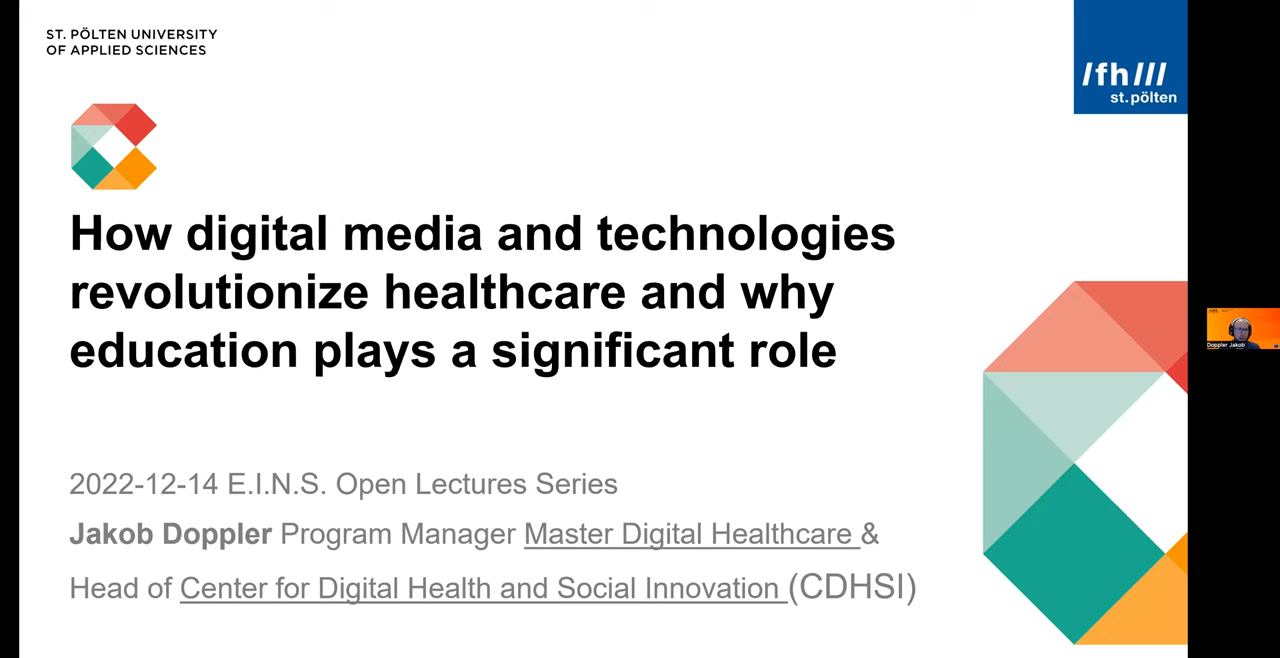 ST. PÖLTEN UNIVERSITY
OF APPLIED SCIENCES
/fh///
st.pölten
How digital media and technologies
revolutionize healthcare and why
education plays a significant role
2022-12-14 E.I.N.S. Open Lectures Series
Jakob Doppler Program Manager Master Digital Healthcare &
Head of Center for Digital Health and Social Innovation (CDHSI)
Doppler Jakob